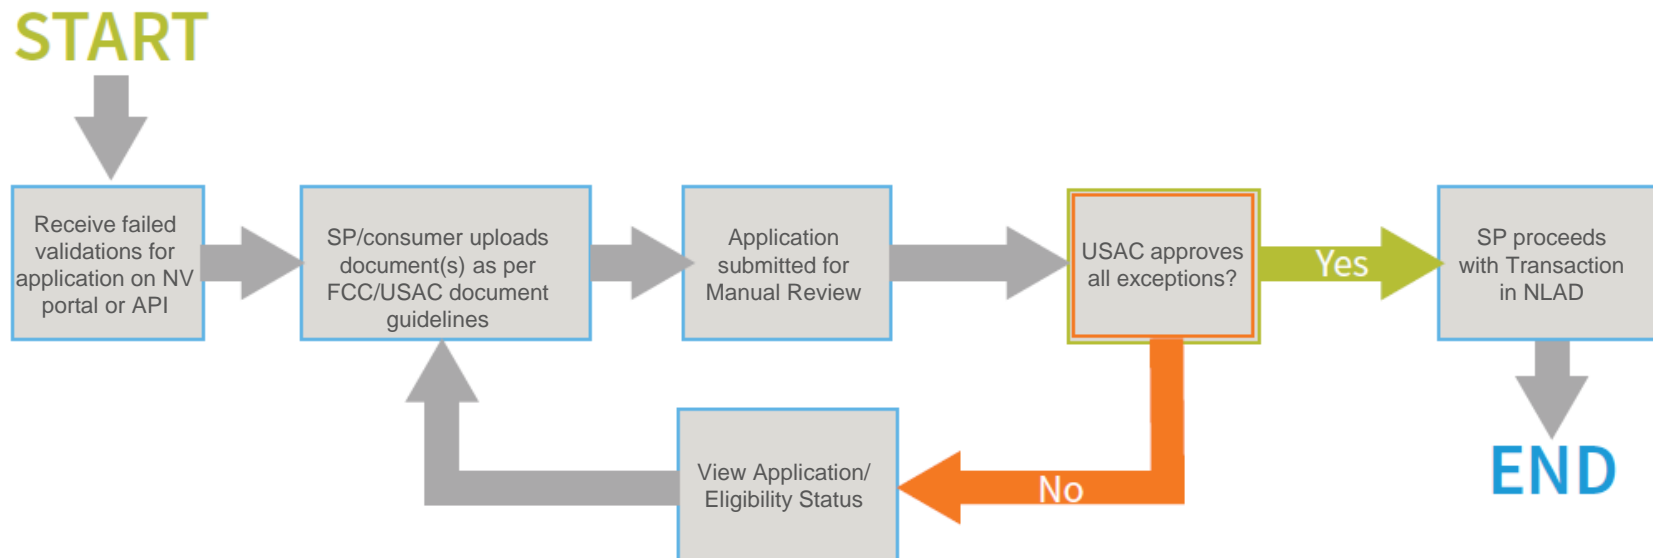 START
Receive failed
validations for
application on NV
portal or API
SP/consumer uploads
document(s) as per
FCC/USAC document
guidelines
Application
submitted for
Manual Review
USAC approves
all exceptions?
Yes
SP proceeds
with Transaction
in NLAD
No
View Application/
Eligibility Status
END